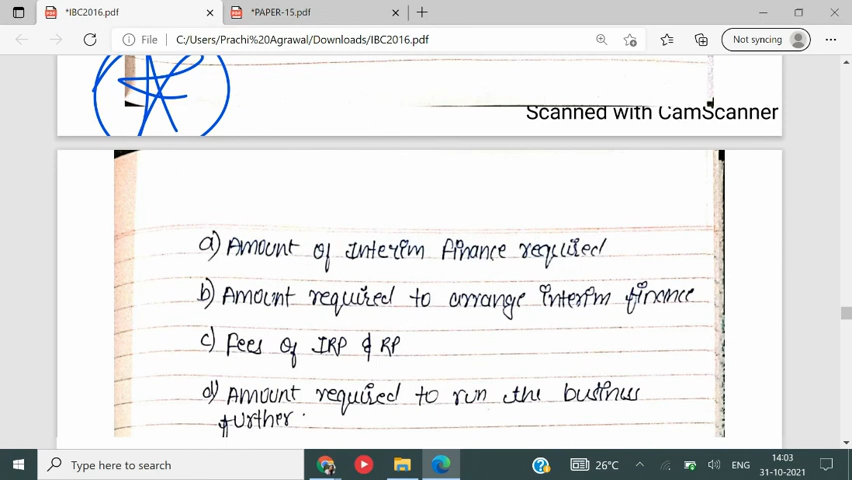 *IBC2016.pdf
*PAPER-15.pdf
File
C:/Users/Prachi%20Agrawal/Downloads/IBC2016.pdf
Not syncing
Scanned with CamScanner
a) Amount of Interim finance required
b) Amount required to arrange interim finance
c) Fees of IRP & RP
d) Amount required to run the business
further.
Type here to search
26°C
ENG
14:03
31-10-2021